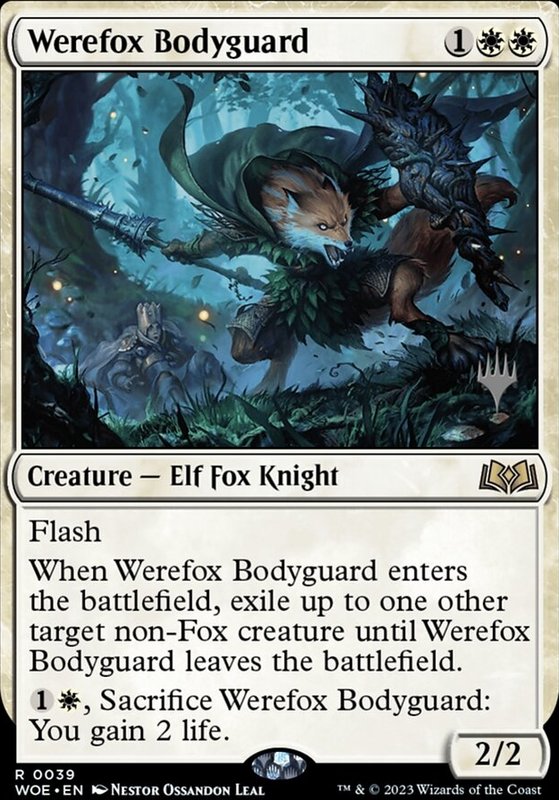 Werefox Bodyguard 1
Creature — Elf Fox Knight
Flash
When Werefox Bodyguard enters
the battlefield, exile up to one other
target non-Fox creature until Werefox
Bodyguard leaves the battlefield.
1, Sacrifice Werefox Bodyguard:
You gain 2 life.
2/2
R 0039
WOE • EN Nestor Ossandon Leal
™ & © 2023 Wizards of the Coast